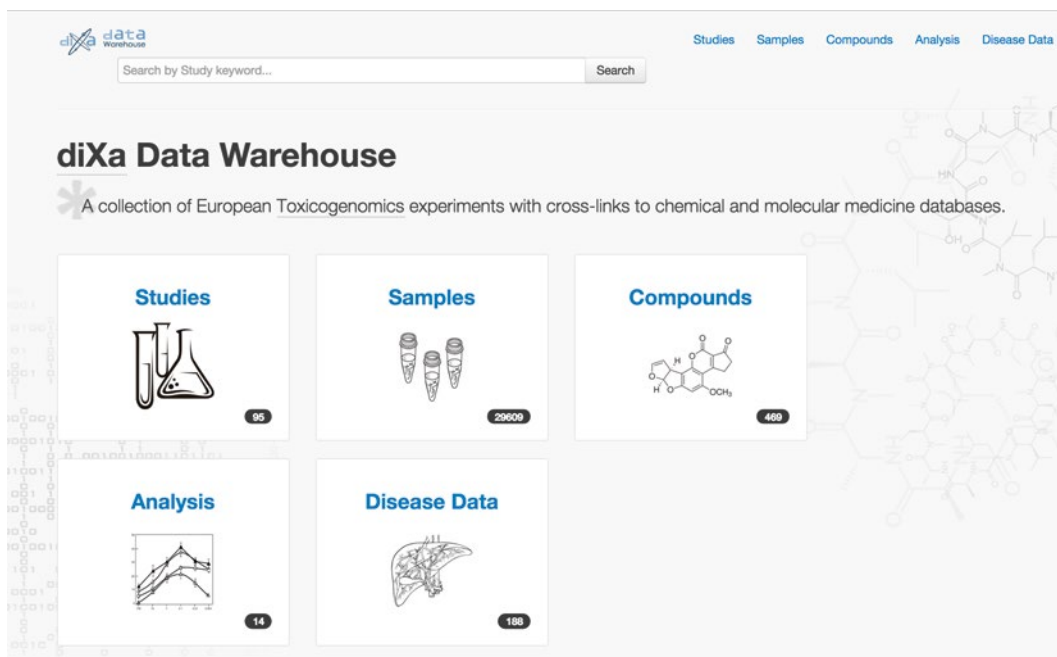 diXa data
Warehouse
Studies Samples Compounds Analysis Disease Data
Search by Study keyword... Search
diXa Data Warehouse
* A collection of European Toxicogenomics experiments with cross-links to chemical and molecular medicine databases.
Studies
95
Samples
29609
Compounds
H
O
O
O
H
O
OCH₃
469
Analysis
14
Disease Data
188